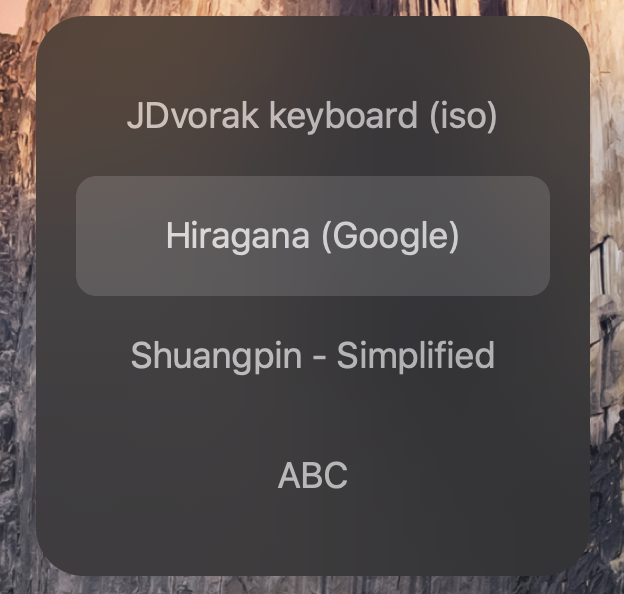 JDvorak keyboard (iso)
Hiragana (Google)
Shuangpin - Simplified
ABC